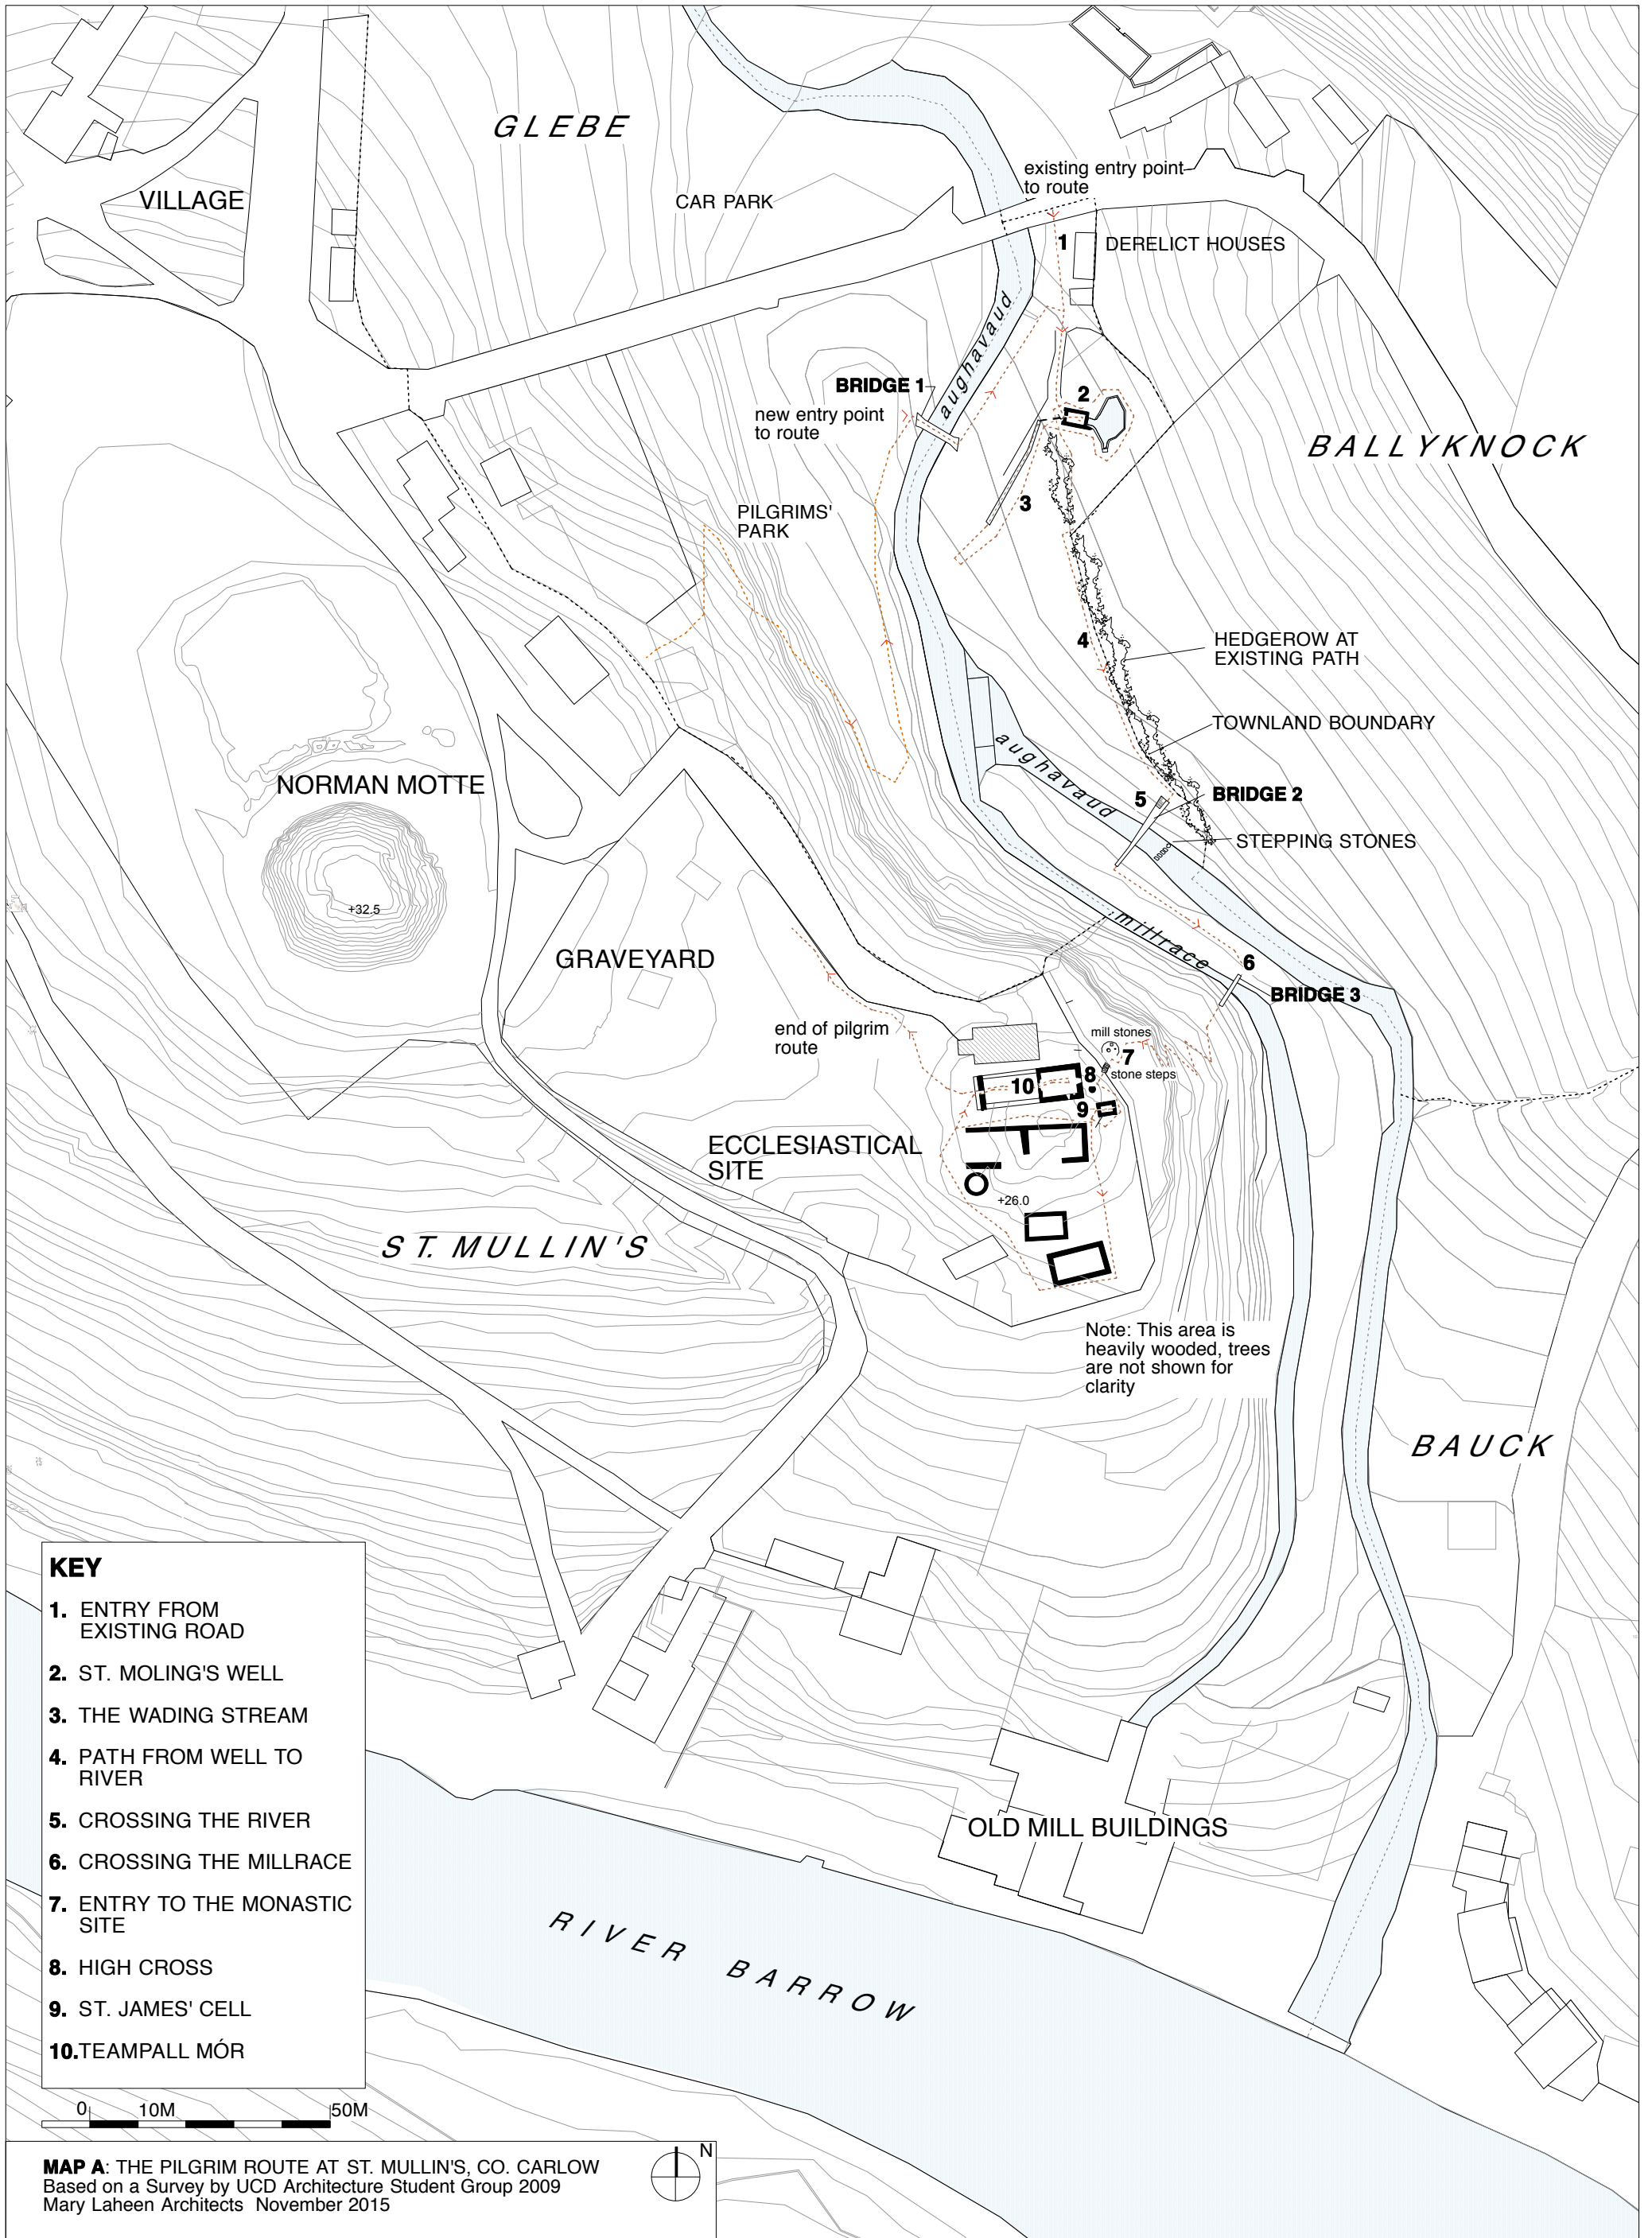 GLEBE
existing entry point
to route
VILLAGE
CAR PARK
1
DERELICT HOUSES
aughavaud
BRIDGE 1
new entry point
to route
2
BALLYKNOCK
3
PILGRIMS'
PARK
4
HEDGEROW AT
EXISTING PATH
TOWNLAND BOUNDARY
aughavaud
NORMAN MOTTE
5
BRIDGE 2
STEPPING STONES
+32.5
millrace
GRAVEYARD
6
BRIDGE 3
end of pilgrim
route
mill stones
7
stone steps
8
10
9
ECCLESIASTICAL
SITE
+26.0
ST. MULLIN'S
Note: This area is
heavily wooded, trees
are not shown for
clarity
BAUCK
KEY
1. ENTRY FROM
EXISTING ROAD
2. ST. MOLING'S WELL
3. THE WADING STREAM
4. PATH FROM WELL TO
RIVER
5. CROSSING THE RIVER
6. CROSSING THE MILLRACE
7. ENTRY TO THE MONASTIC
SITE
8. HIGH CROSS
9. ST. JAMES' CELL
10.TEAMPALL MÓR
OLD MILL BUILDINGS
RIVER BARROW
0 10M 50M
MAP A: THE PILGRIM ROUTE AT ST. MULLIN'S, CO. CARLOW
Based on a Survey by UCD Architecture Student Group 2009
Mary Laheen Architects November 2015
N